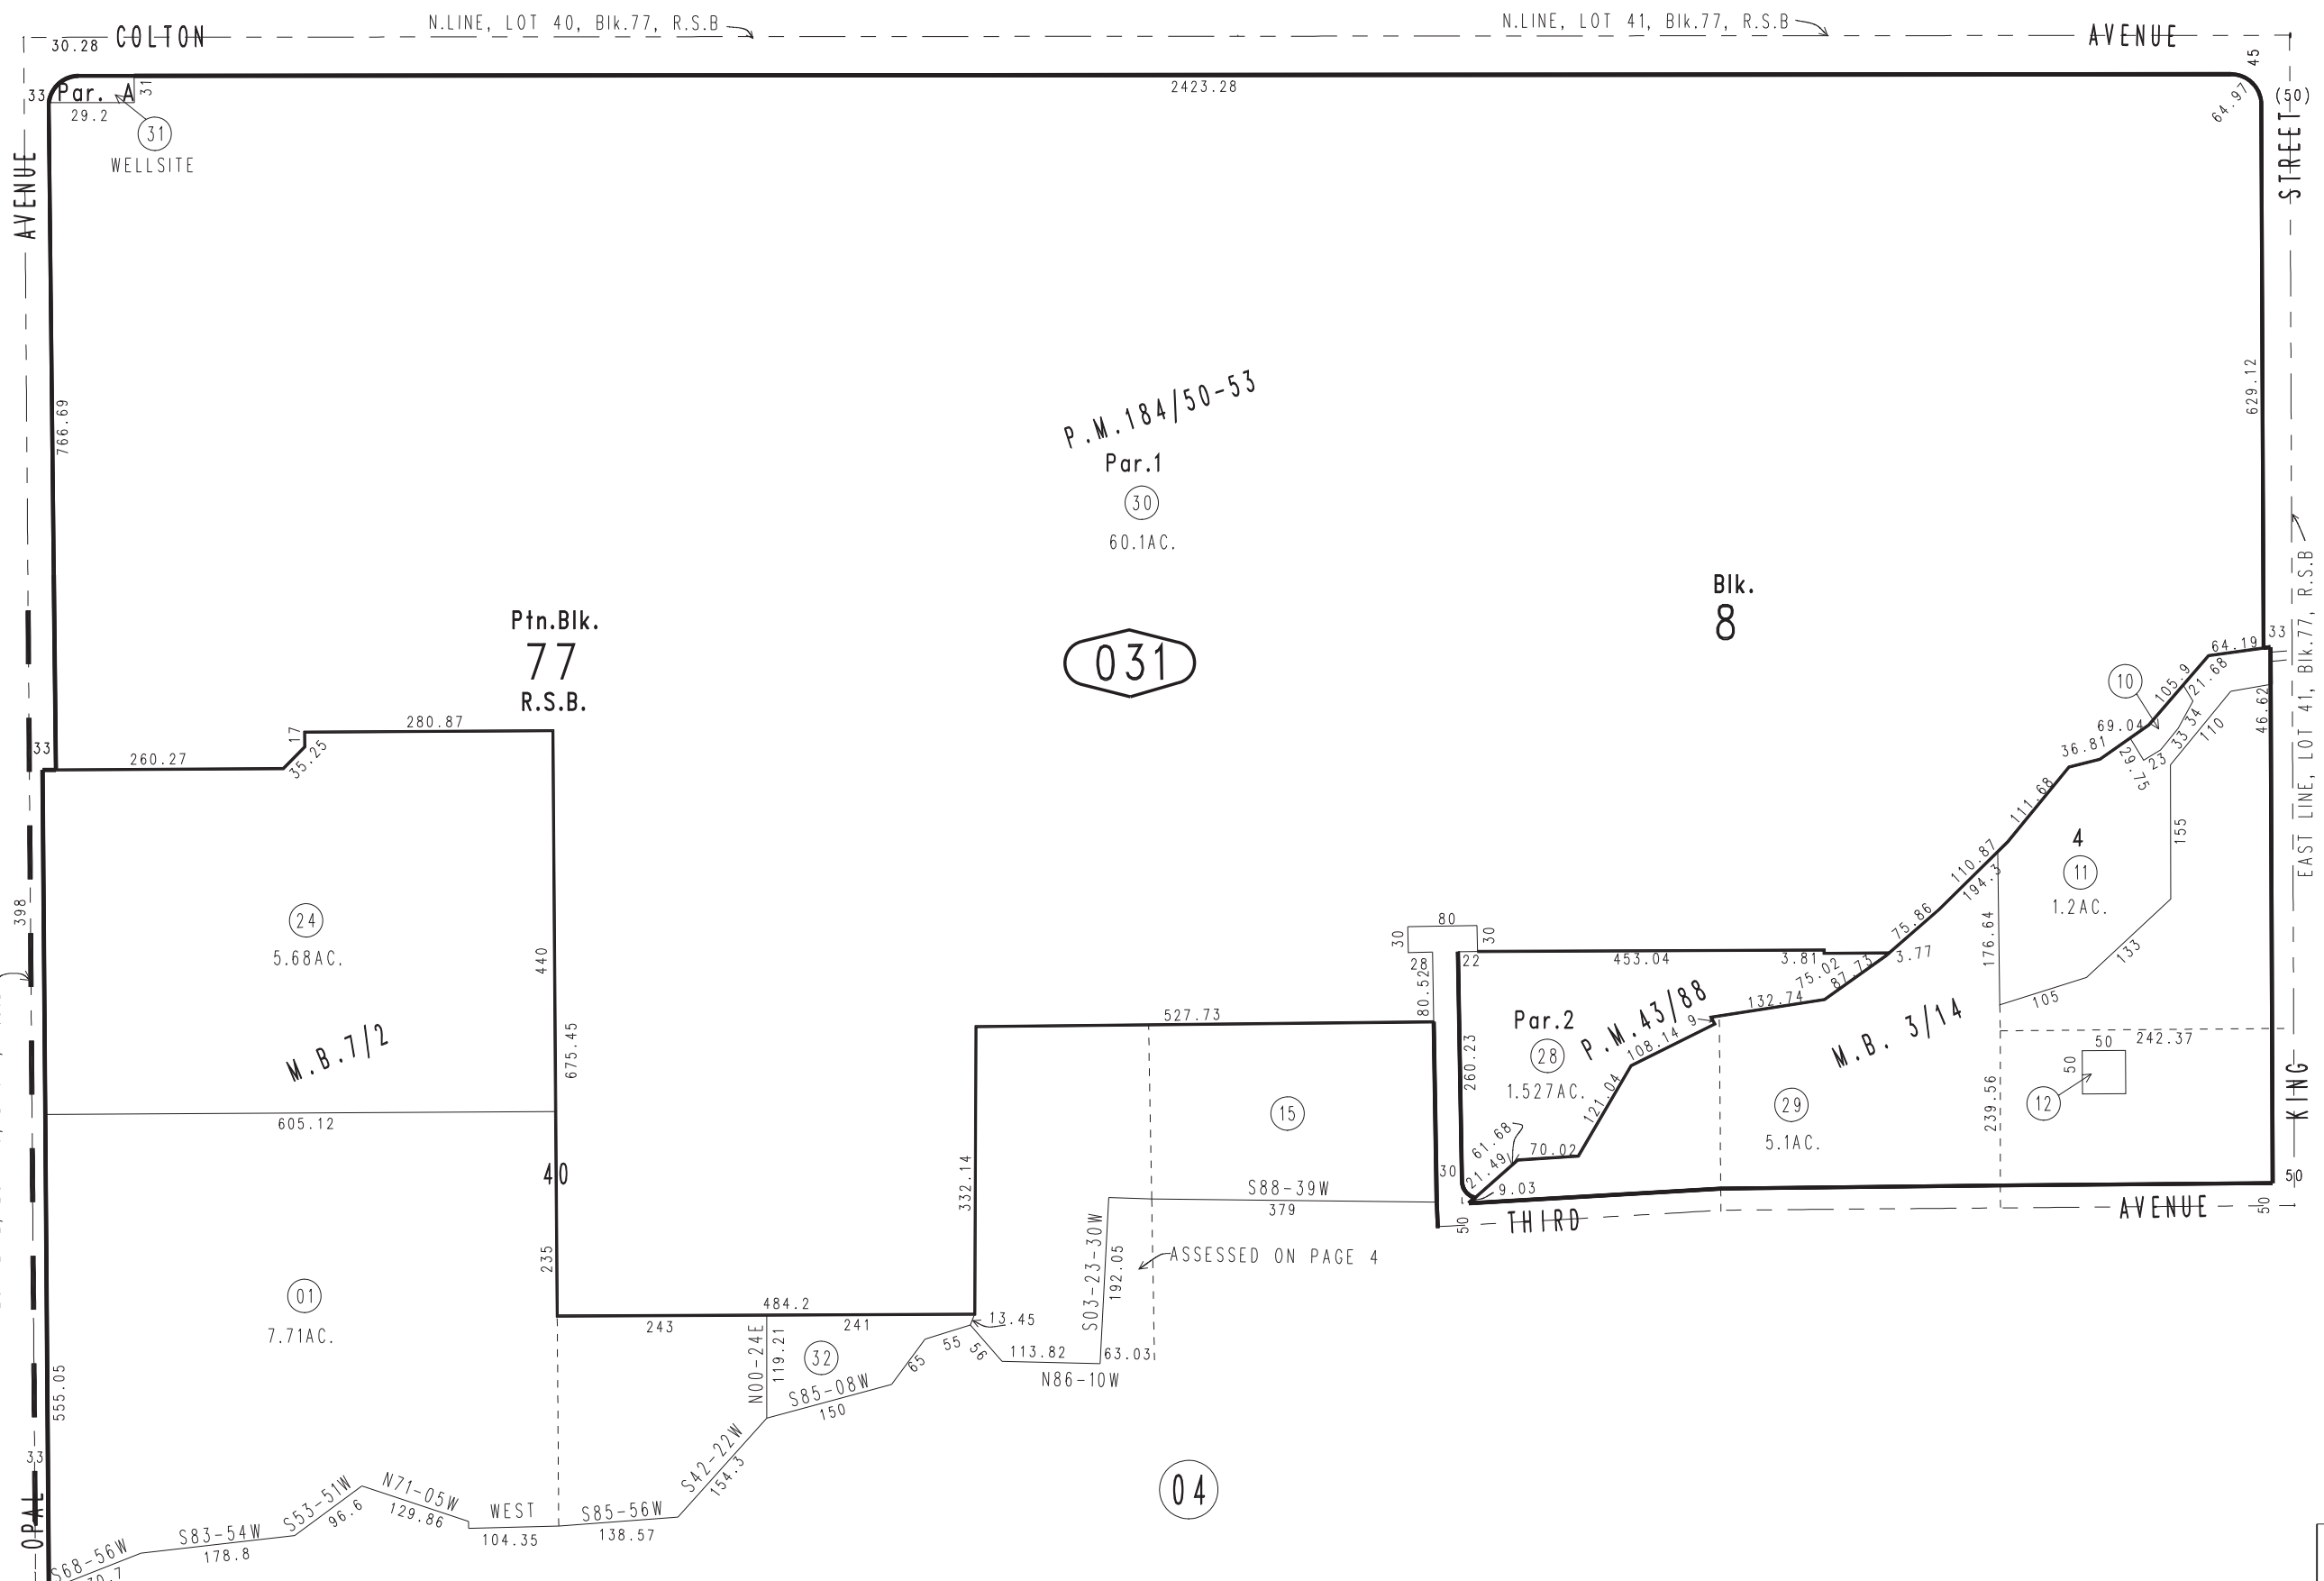 N.LINE, LOT 40, Blk.77, R.S.B
N.LINE, LOT 41, Blk.77, R.S.B
COLTON
AVENUE
30.28
45
33
Par. A
31
29.2
31
WELLSITE
2423.28
64.97
(50)
AVENUE
STREET
766.69
629.12
P.M.184/50-53
Par.1
30
60.1AC.
Blk.
8
Ptn.Blk.
77
R.S.B.
031
EAST LINE, LOT 41, Blk.77, R.S.B
33
64.19
10
105.9
21.68
46.62
69.04
34
33
110
36.81
29.75
23
280.87
17
35.25
33
260.27
111.68
155
4
11
1.2AC.
110.87
194.3
176.64
133
105
75.86
3.77
398
24
5.68AC.
440
675.45
80
30
30
28
22
453.04
3.81
75.02
87.73
80.52
132.74
527.73
M.B.7/2
Par.2
P.M.43/88
9
108.14
M.B. 3/14
28
1.527AC.
260.23
121.04
242.37
50
50
12
239.56
29
5.1AC.
KING
605.12
15
61.68
70.02
21.49
9.03
30
50
50
50
40
332.14
S88-39W
379
THIRD
AVENUE
S03-23-30W
192.05
ASSESSED ON PAGE 4
235
01
7.71AC.
484.2
243
241
13.45
N00-24E
119.21
32
55
56
65
113.82
63.03
N86-10W
S85-08W
150
555.05
33
OPAL
S42-22W
154.3
04
S53-51W
96.6
N71-05W
129.86
WEST
104.35
S85-56W
138.57
S83-54W
178.8
S68-56W